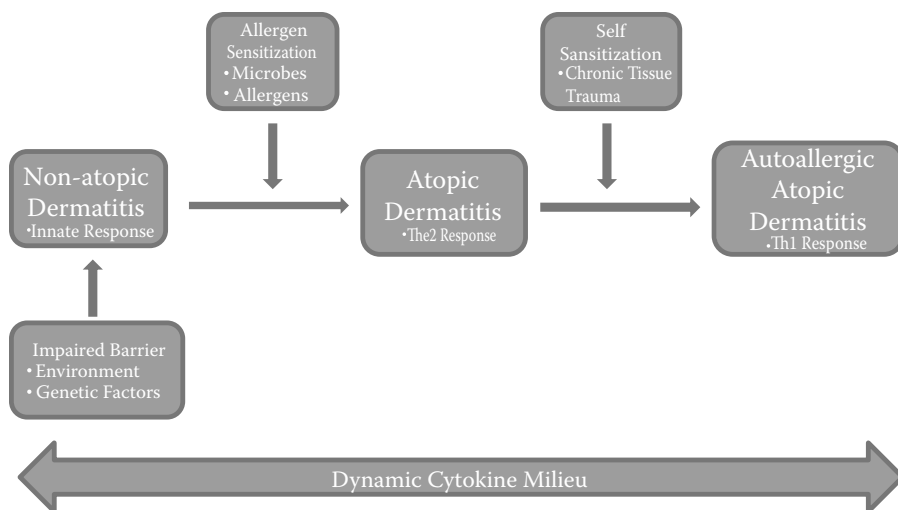 Allergen
Sensitization
• Microbes
• Allergens
Self
Sansitization
• Chronic Tissue
Trauma
Non-atopic
Dermatitis
•Innate Response
Atopic
Dermatitis
•The2 Response
Autoallergic
Atopic
Dermatitis
•Th1 Response
Impaired Barrier
• Environment
• Genetic Factors
Dynamic Cytokine Milieu